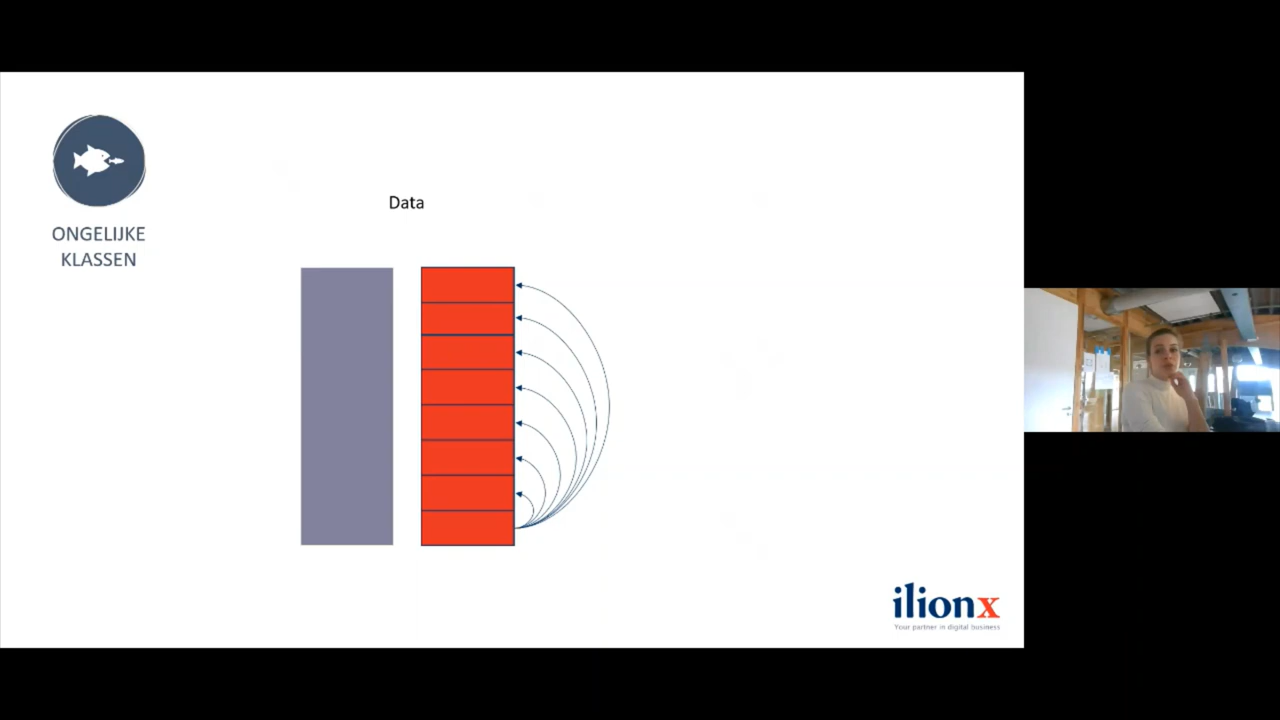 Data
ONGELIJKE
KLASSEN
ilionx
Your partner in digital business